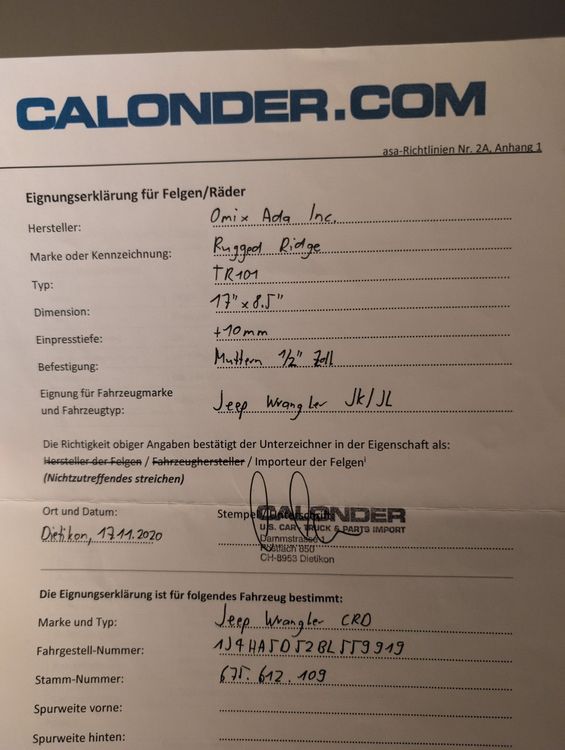 CALONDER.COM
asa-Richtlinien Nr. 2A, Anhang 1
Eignungserklärung für Felgen/Räder
Hersteller: Omix Ada Inc.
Marke oder Kennzeichnung: Rugged Ridge
Typ: TR101
Dimension: 17" x 8.5"
Einpresstiefe: +10mm
Befestigung: Muttern 1/2" Zoll
Eignung für Fahrzeugmarke
und Fahrzeugtyp: Jeep Wrangler JK/JL
Die Richtigkeit obiger Angaben bestätigt der Unterzeichner in der Eigenschaft als:
Hersteller der Felgen / Fahrzeughersteller / Importeur der Felgen¹
(Nichtzutreffendes streichen)
Ort und Datum: Stempel/Unterschrift:
CALONDER
U.S. CAR - TRUCK & PARTS IMPORT
Dietikon, 17.11.2020
Dammstrasse
Postfach 850
CH-8953 Dietikon
Die Eignungserklärung ist für folgendes Fahrzeug bestimmt:
Marke und Typ: Jeep Wrangler CRD
Fahrgestell-Nummer: 1J4HA5D52BL559919
Stamm-Nummer: 675.612.109
Spurweite vorne:
Spurweite hinten: